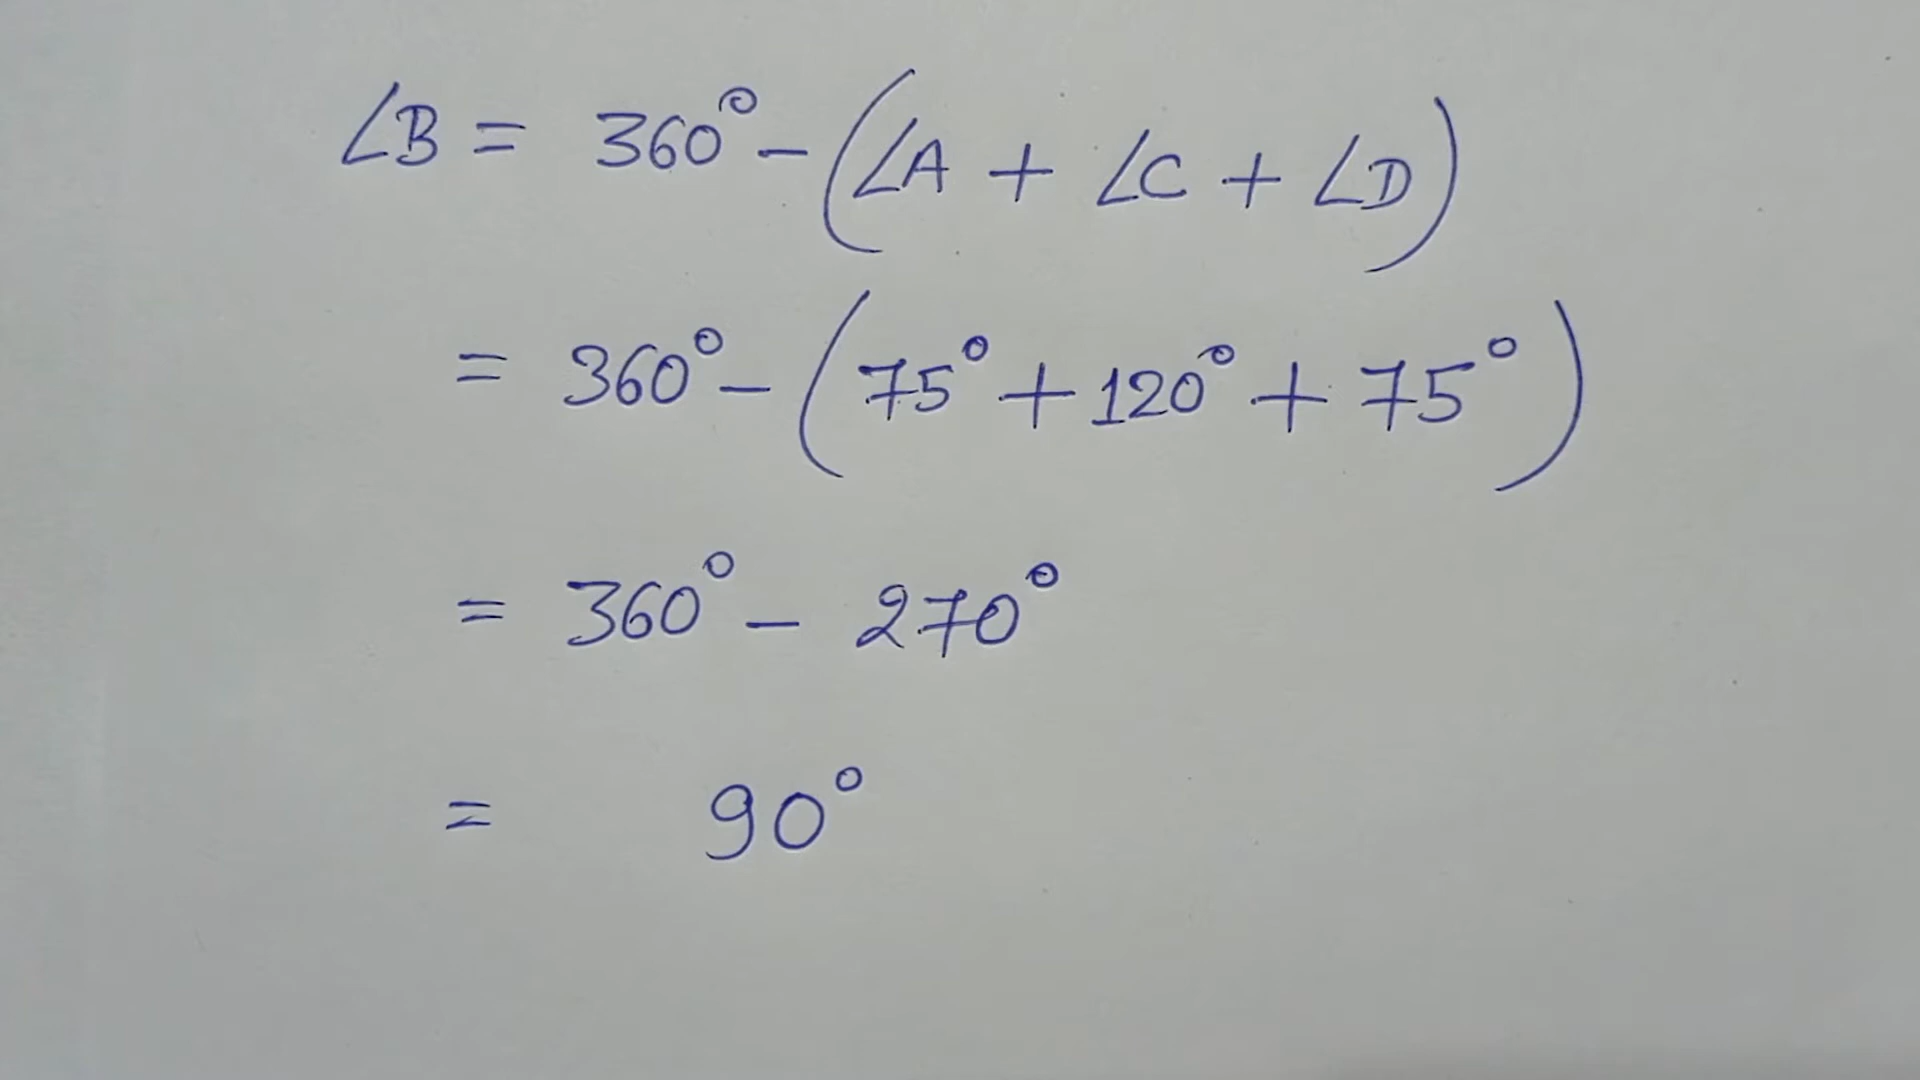 ∠B = 360° - (∠A + ∠C + ∠D)
= 360° - (75° + 120° + 75°)
= 360° - 270°
= 90°